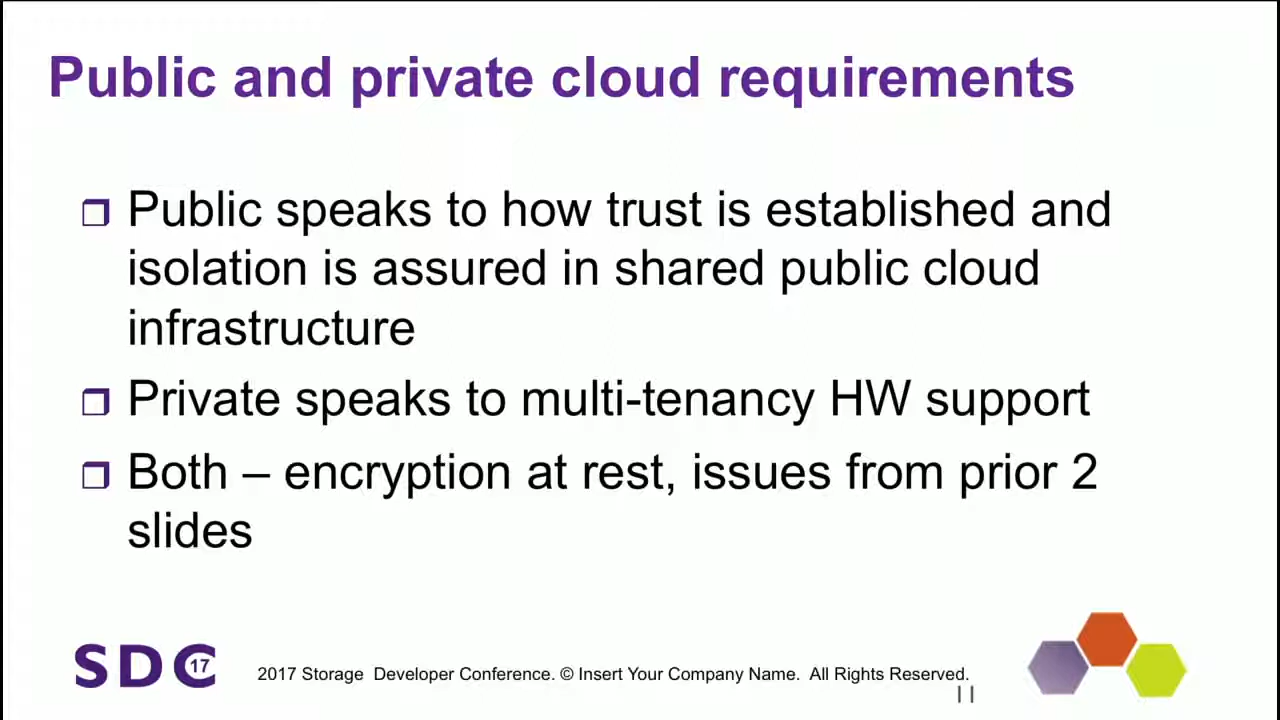 Public and private cloud requirements
Public speaks to how trust is established and
isolation is assured in shared public cloud
infrastructure
Private speaks to multi-tenancy HW support
Both – encryption at rest, issues from prior 2
slides
SDC 17
2017 Storage Developer Conference. © Insert Your Company Name. All Rights Reserved.
11